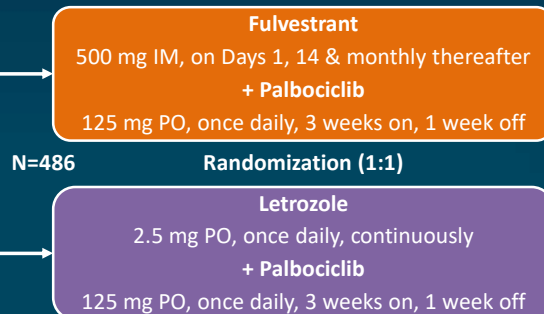 Fulvestrant
500 mg IM, on Days 1, 14 & monthly thereafter
+ Palbociclib
125 mg PO, once daily, 3 weeks on, 1 week off
N=486 Randomization (1:1)
Letrozole
2.5 mg PO, once daily, continuously
+ Palbociclib
125 mg PO, once daily, 3 weeks on, 1 week off